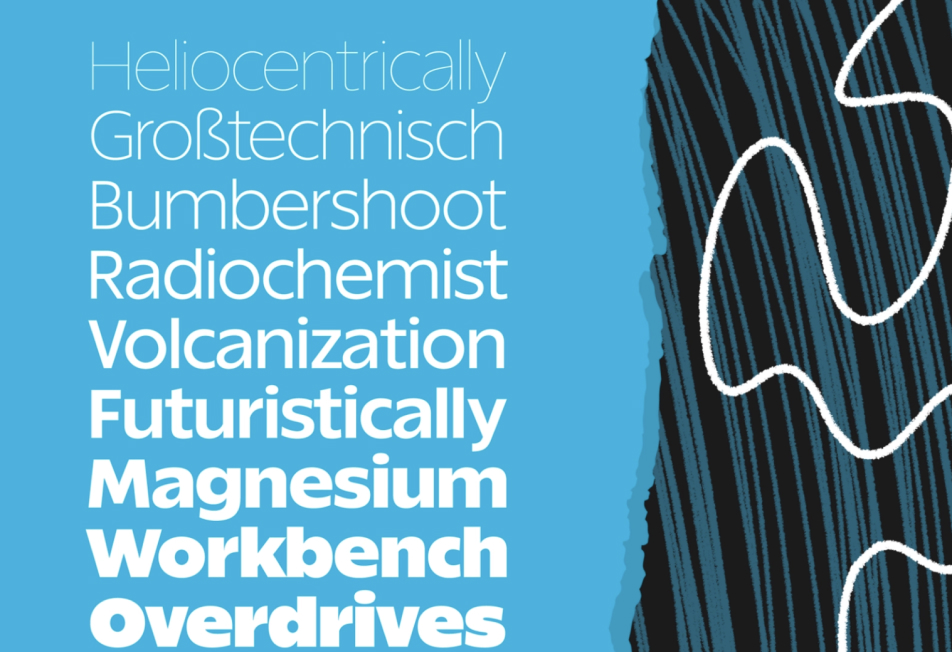 Heliocentrically
Großtechnisch
Bumbershoot
Radiochemist
Volcanization
Futuristically
Magnesium
Workbench
Overdrives